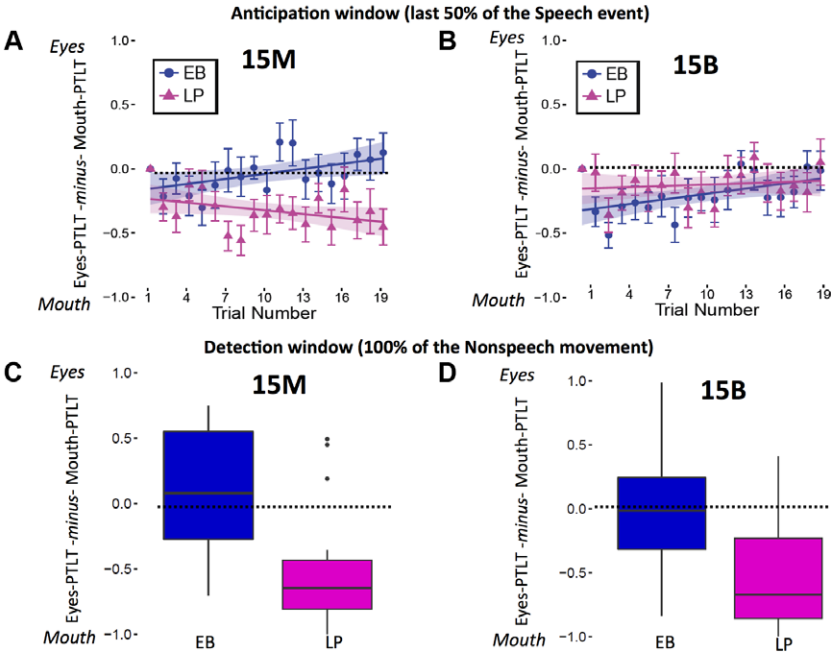 Anticipation window (last 50% of the Speech event)
A
Eyes
Eyes-PTLT -minus- Mouth-PTLT
Mouth
1.0
0.5
0.0
−0.5
−1.0
EB
LP
15M
1 4 7 10 13 16 19
Trial Number
B
Eyes
Eyes-PTLT -minus- Mouth-PTLT
Mouth
1.0
0.5
0.0
−0.5
−1.0
EB
LP
15B
1 4 7 10 13 16 19
Trial Number
Detection window (100% of the Nonspeech movement)
C
Eyes
Eyes-PTLT -minus- Mouth-PTLT
Mouth
1.0
0.5
0.0
−0.5
−1.0
15M
EB LP
D
Eyes
Eyes-PTLT -minus- Mouth-PTLT
Mouth
1.0
0.5
0.0
−0.5
−1.0
15B
EB LP